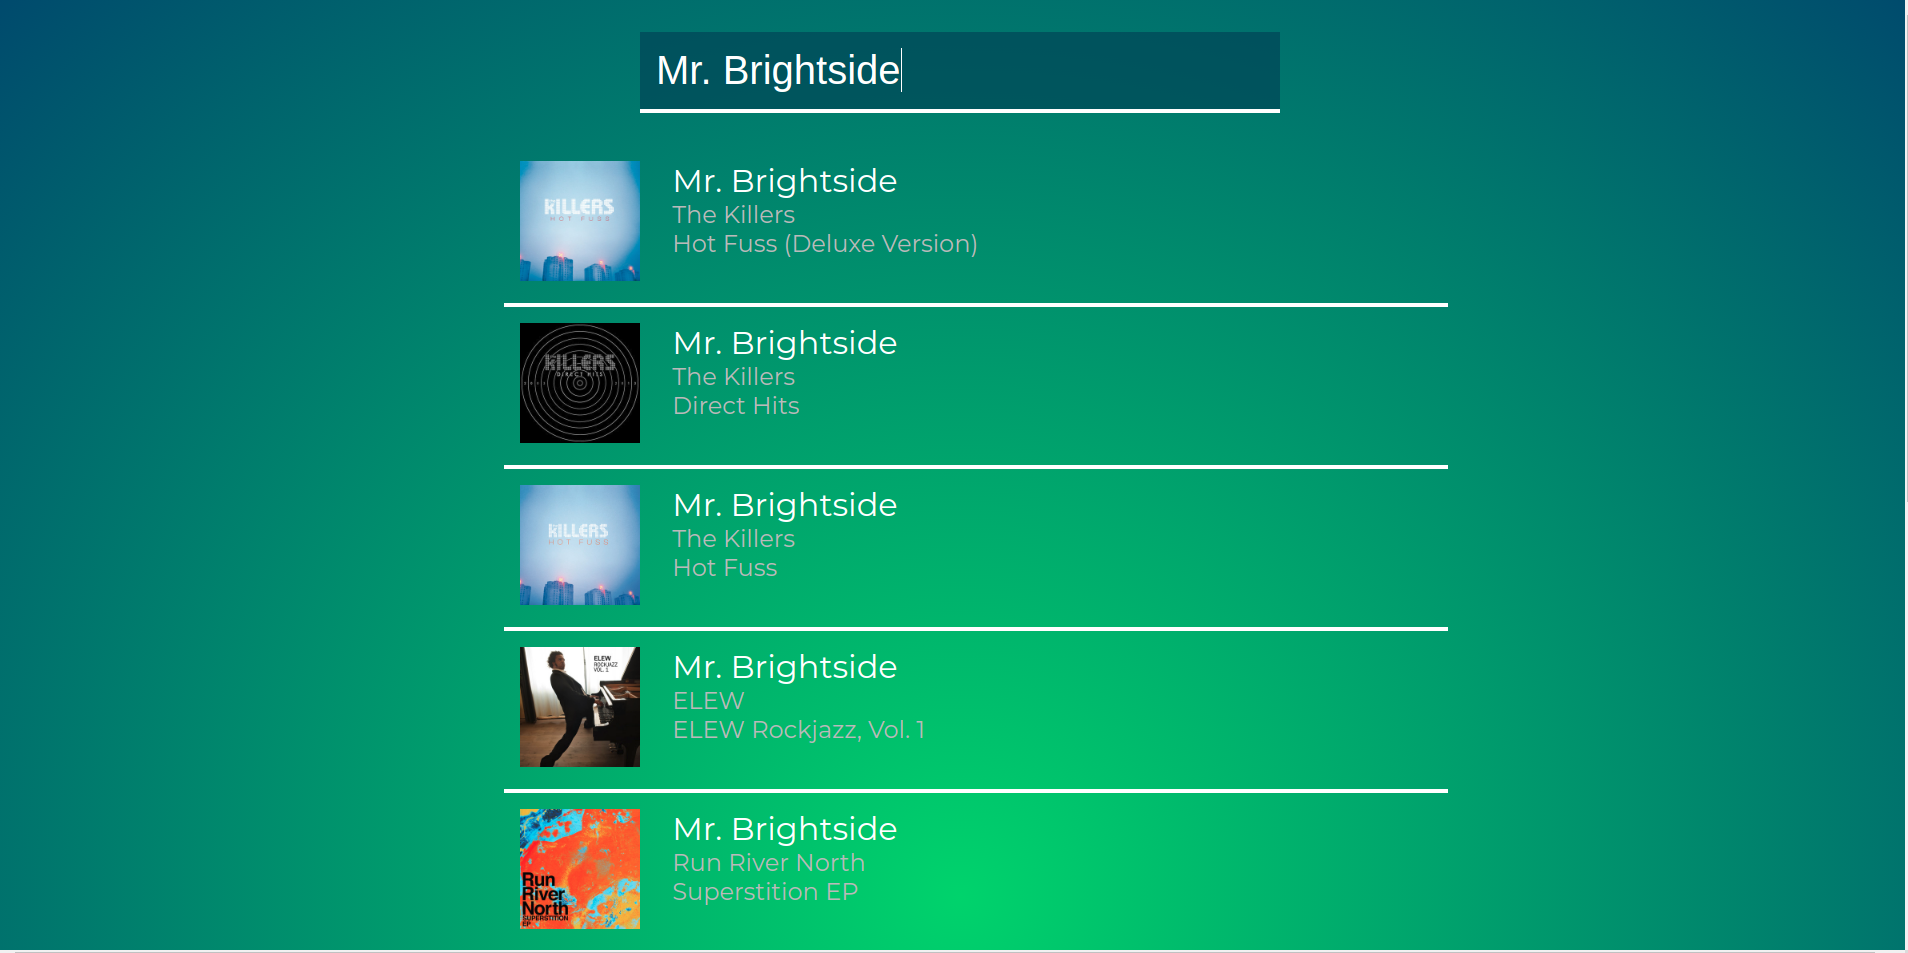 Mr. Brightside
KILLERS
HOT FUSS
Mr. Brightside
The Killers
Hot Fuss (Deluxe Version)
KILLERS
DIRECT HITS
Mr. Brightside
The Killers
Direct Hits
KILLERS
HOT FUSS
Mr. Brightside
The Killers
Hot Fuss
ELEW
ROCKJAZZ
VOL. 1
Mr. Brightside
ELEW
ELEW Rockjazz, Vol. 1
Run
River
North
SUPERSTITION
EP
Mr. Brightside
Run River North
Superstition EP